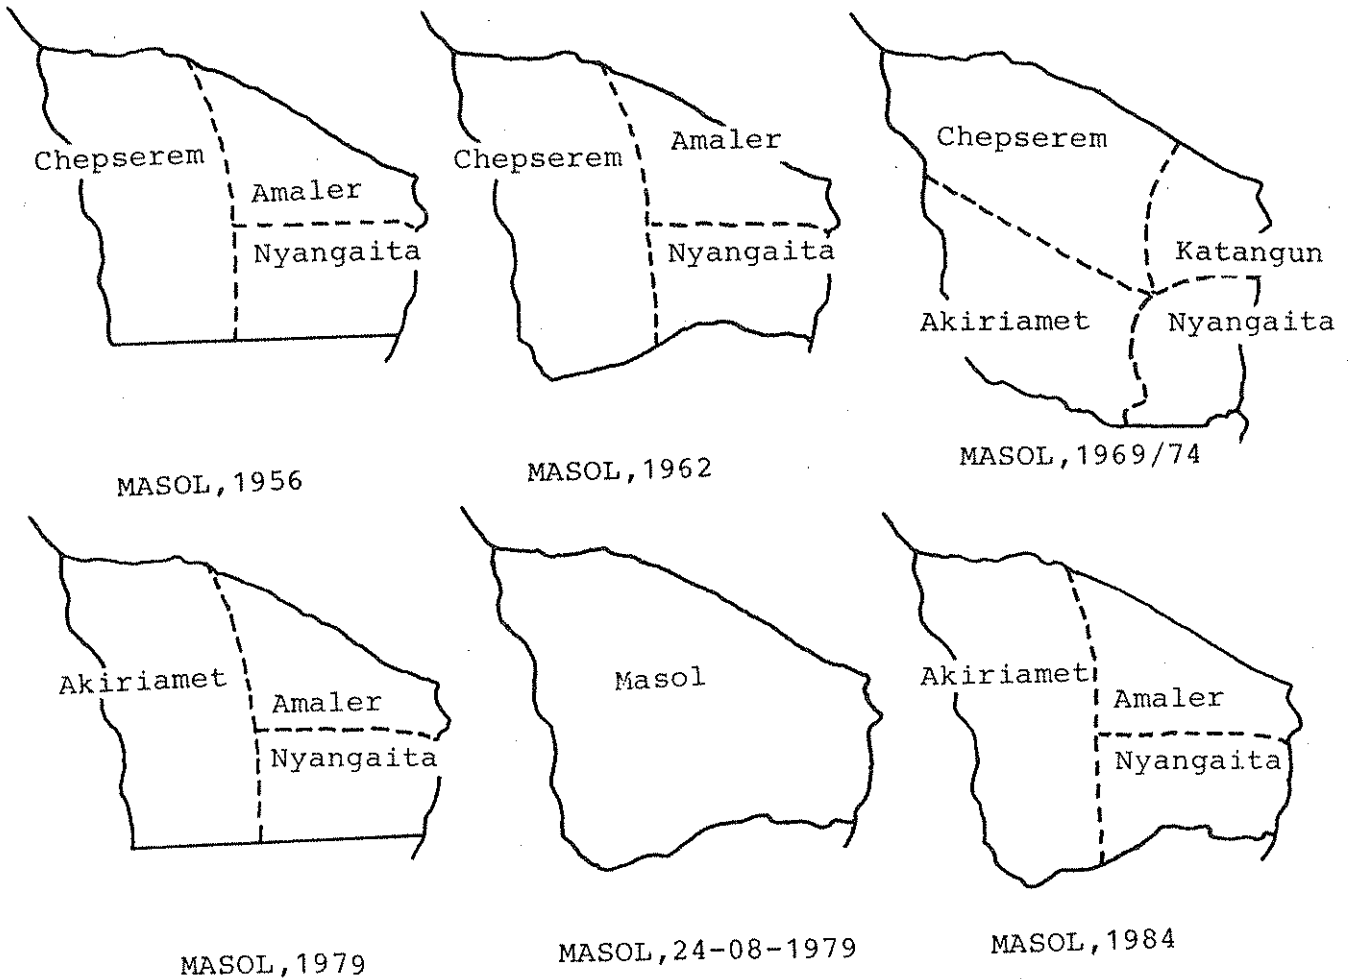 Chepserem
Amaler
Nyangaita
MASOL,1956
Chepserem
Amaler
Nyangaita
MASOL,1962
Chepserem
Katangun
Akiriamet
Nyangaita
MASOL,1969/74
Akiriamet
Amaler
Nyangaita
MASOL,1979
Masol
MASOL,24-08-1979
Akiriamet
Amaler
Nyangaita
MASOL,1984